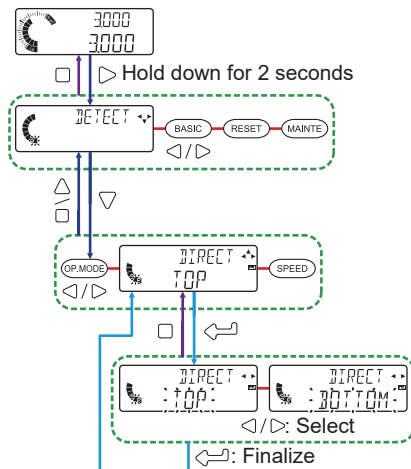 3.000
-3.000
Hold down for 2 seconds
DETECT
BASIC
RESET
MAINTE
/
OP.MODE
DIRECT
TOP
SPEED
/
DIRECT
TOP
DIRECT
BOTTOM
/ : Select
: Finalize